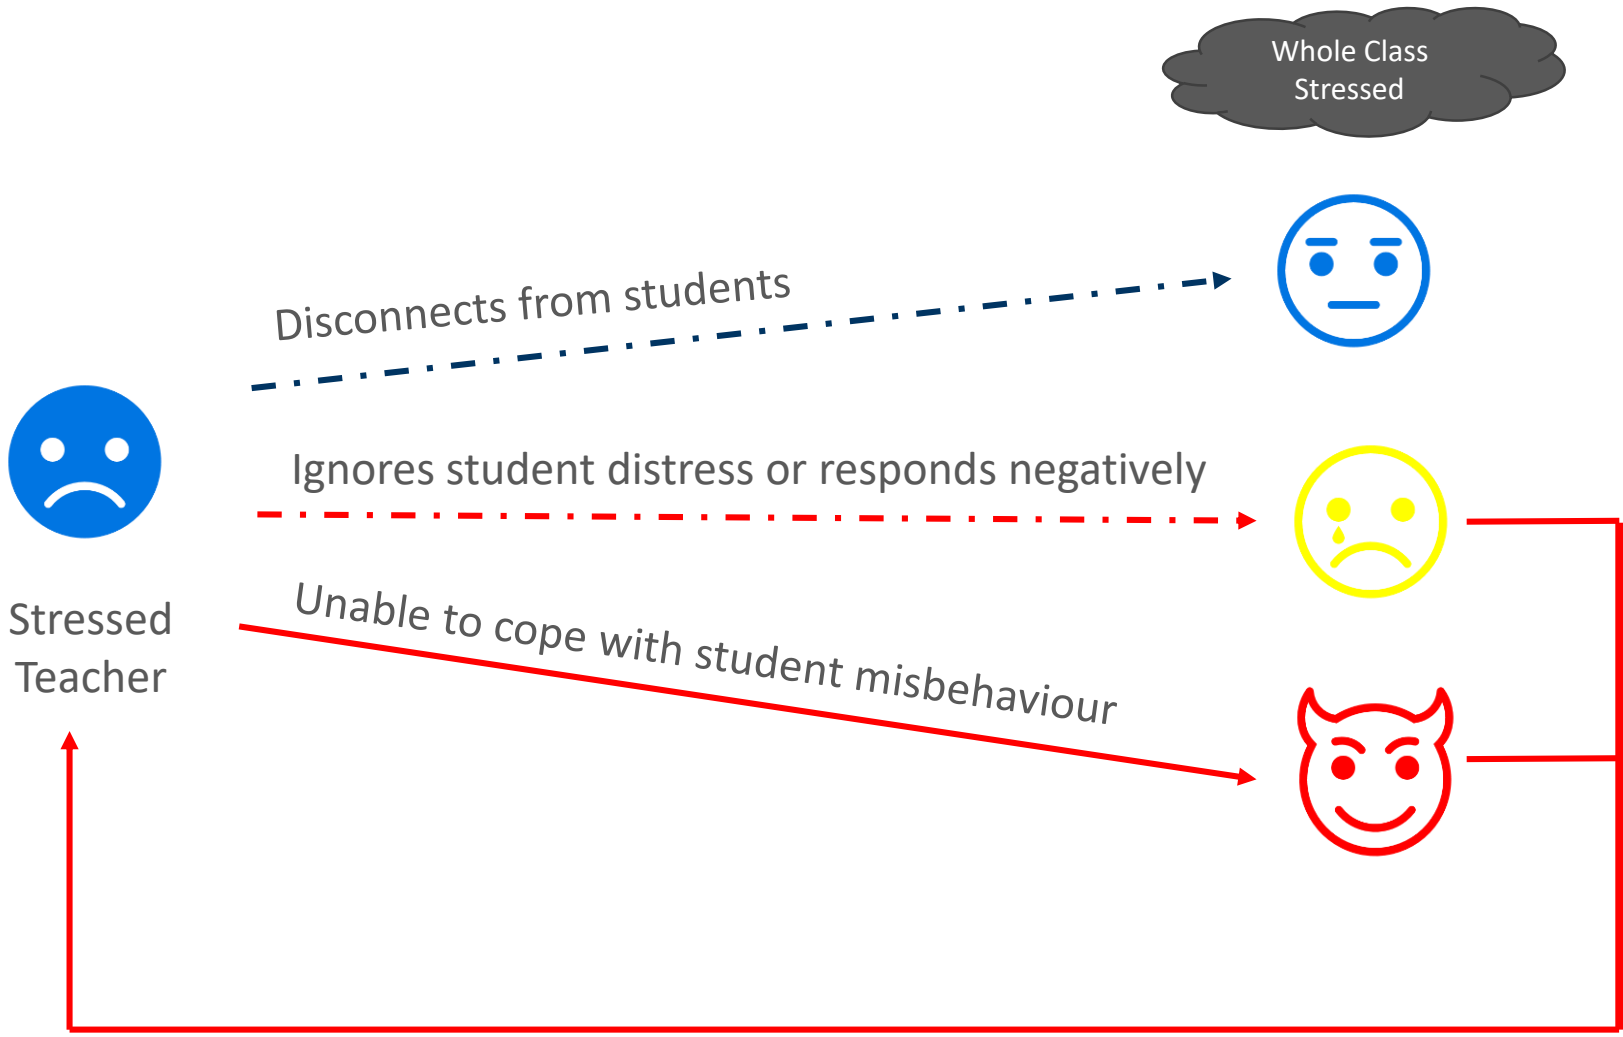 Whole Class
Stressed
Disconnects from students
Ignores student distress or responds negatively
Unable to cope with student misbehaviour
Stressed
Teacher